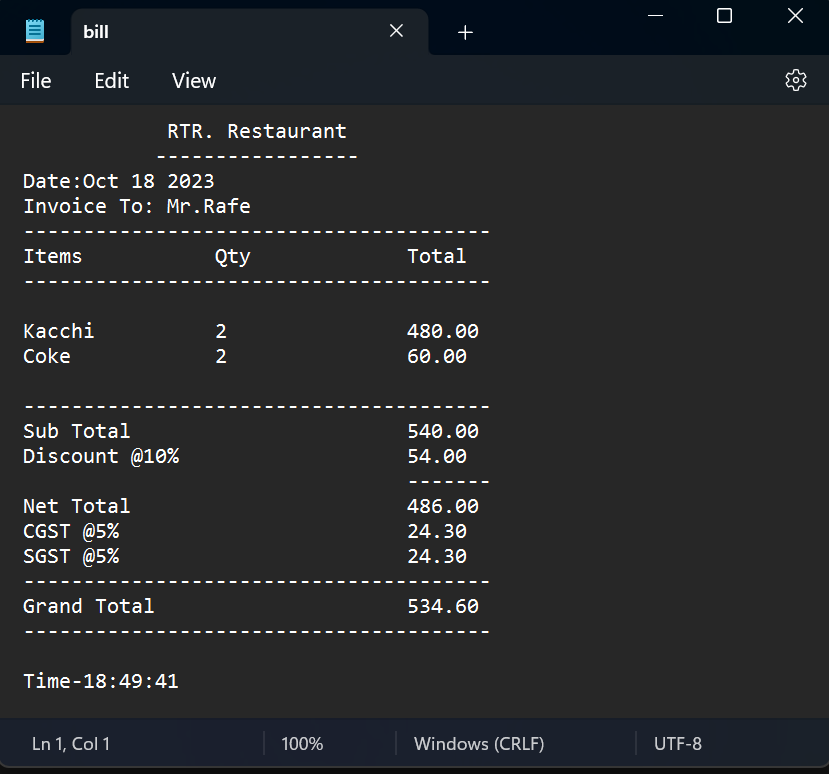 bill
File Edit View
RTR. Restaurant
-----------------
Date:Oct 18 2023
Invoice To: Mr.Rafe
---------------------------------------
Items Qty Total
---------------------------------------
Kacchi 2 480.00
Coke 2 60.00
---------------------------------------
Sub Total 540.00
Discount @10% 54.00
-------
Net Total 486.00
CGST @5% 24.30
SGST @5% 24.30
---------------------------------------
Grand Total 534.60
---------------------------------------
Time-18:49:41
Ln 1, Col 1 100% Windows (CRLF) UTF-8